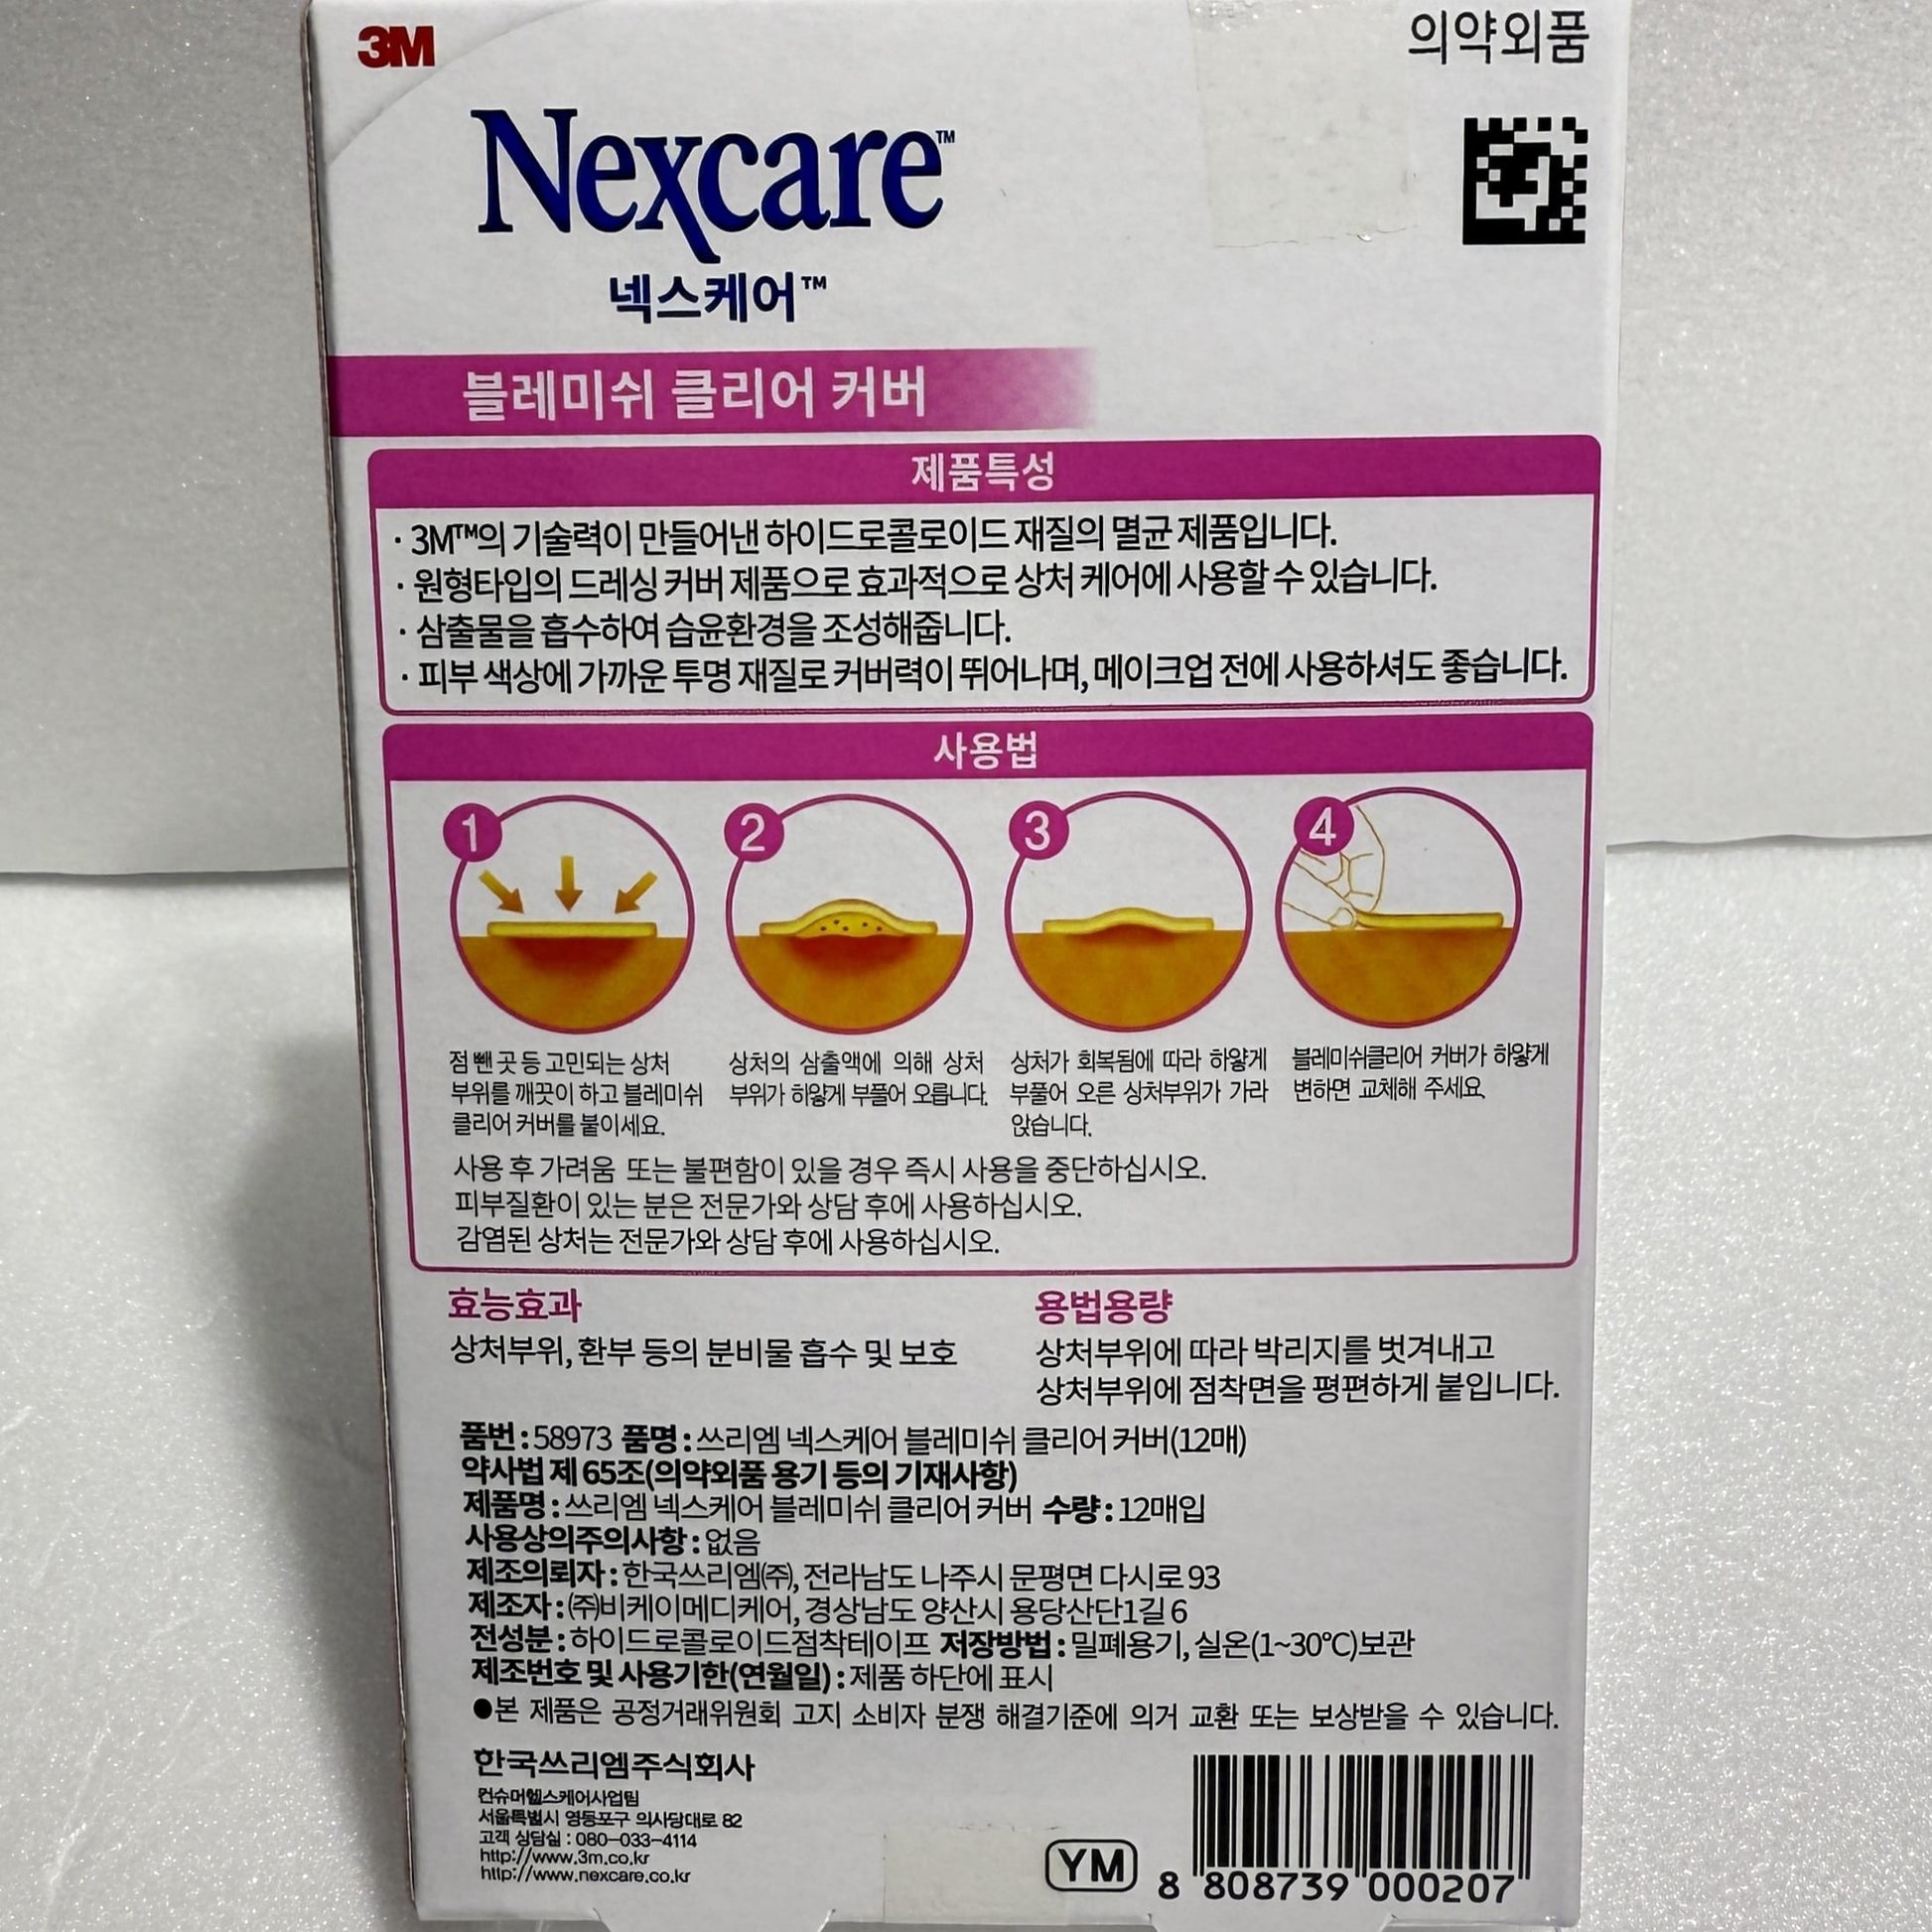 3M
의약외품
Nexcare™
넥스케어™
블레미쉬 클리어 커버
제품특성
· 3M™의 기술력이 만들어낸 하이드로콜로이드 재질의 멸균 제품입니다.
· 원형타입의 드레싱 커버 제품으로 효과적으로 상처 케어에 사용할 수 있습니다.
· 삼출물을 흡수하여 습윤환경을 조성해줍니다.
· 피부 색상에 가까운 투명 재질로 커버력이 뛰어나며, 메이크업 전에 사용하셔도 좋습니다.
사용법
1
점 뺀 곳 등 고민되는 상처
부위를 깨끗이 하고 블레미쉬
클리어 커버를 붙이세요.
2
상처의 삼출액에 의해 상처
부위가 하얗게 부풀어 오릅니다.
3
상처가 회복됨에 따라 하얗게
부풀어 오른 상처부위가 가라
앉습니다.
4
블레미쉬클리어 커버가 하얗게
변하면 교체해 주세요.
사용 후 가려움 또는 불편함이 있을 경우 즉시 사용을 중단하십시오.
피부질환이 있는 분은 전문가와 상담 후에 사용하십시오.
감염된 상처는 전문가와 상담 후에 사용하십시오.
효능효과
상처부위, 환부 등의 분비물 흡수 및 보호
용법용량
상처부위에 따라 박리지를 벗겨내고
상처부위에 점착면을 평편하게 붙입니다.
품번 : 58973 품명 : 쓰리엠 넥스케어 블레미쉬 클리어 커버(12매)
약사법 제 65조(의약외품 용기 등의 기재사항)
제품명 : 쓰리엠 넥스케어 블레미쉬 클리어 커버 수량 : 12매입
사용상의주의사항 : 없음
제조의뢰자 : 한국쓰리엠㈜, 전라남도 나주시 문평면 다시로 93
제조자 : ㈜비케이메디케어, 경상남도 양산시 용당산단1길 6
전성분 : 하이드로콜로이드점착테이프 저장방법 : 밀폐용기, 실온(1~30℃)보관
제조번호 및 사용기한(연월일) : 제품 하단에 표시
●본 제품은 공정거래위원회 고지 소비자 분쟁 해결기준에 의거 교환 또는 보상받을 수 있습니다.
한국쓰리엠주식회사
컨슈머헬스케어사업팀
서울특별시 영등포구 의사당대로 82
고객 상담실 : 080-033-4114
http://www.3m.co.kr
http://www.nexcare.co.kr
YM
8 808739 000207